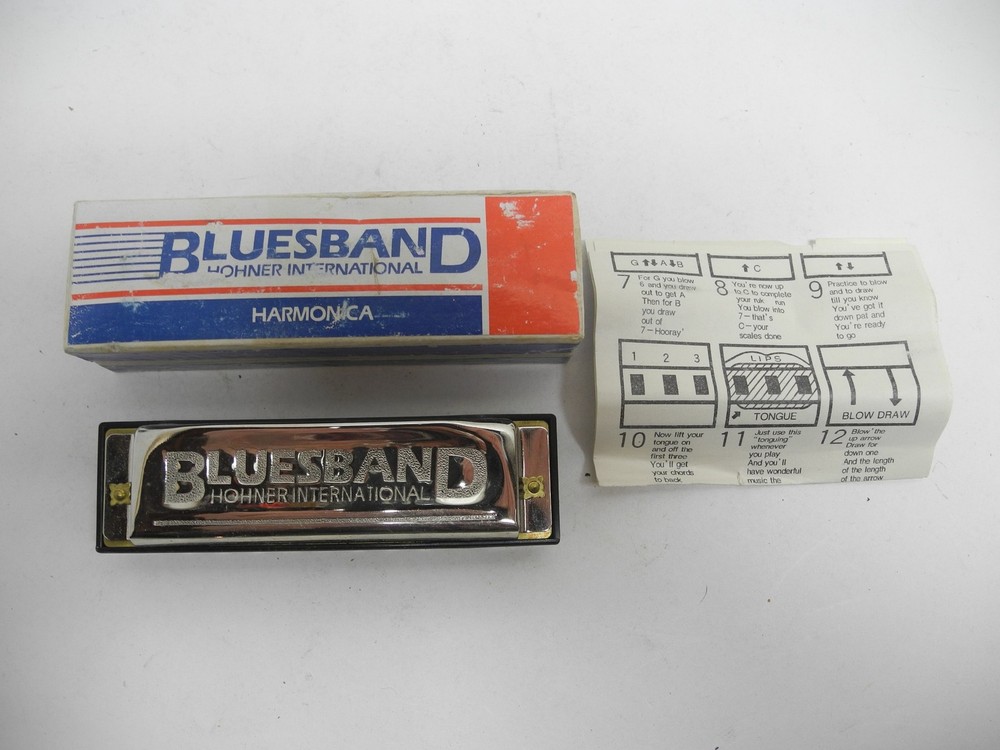 BLUESBAND
HOHNER INTERNATIONAL
HARMONICA
BLUESBAND
HOHNER INTERNATIONAL
G A B
7 For G you blow
6 and you draw
out to get A
Then for B
you draw
out of
7-Hooray'
C
8 You're now up
to G to complete
your ruk run
You blow into
7-that's
C-your
scales done
9 Practice to blow
and to draw
till you know
You've got it
down pat and
You're ready
to go
1 2 3
10 Now lift your
tongue on
and off the
first three
You'll get
your chords
to back
LIPS
TONGUE
11 Just use this
"tonguing"
whenever
you play
And you'll
have wonderful
music the
BLOW DRAW
12 Blow'the
up arrow
Draw for
down one
And the length
of the length
of the arrow